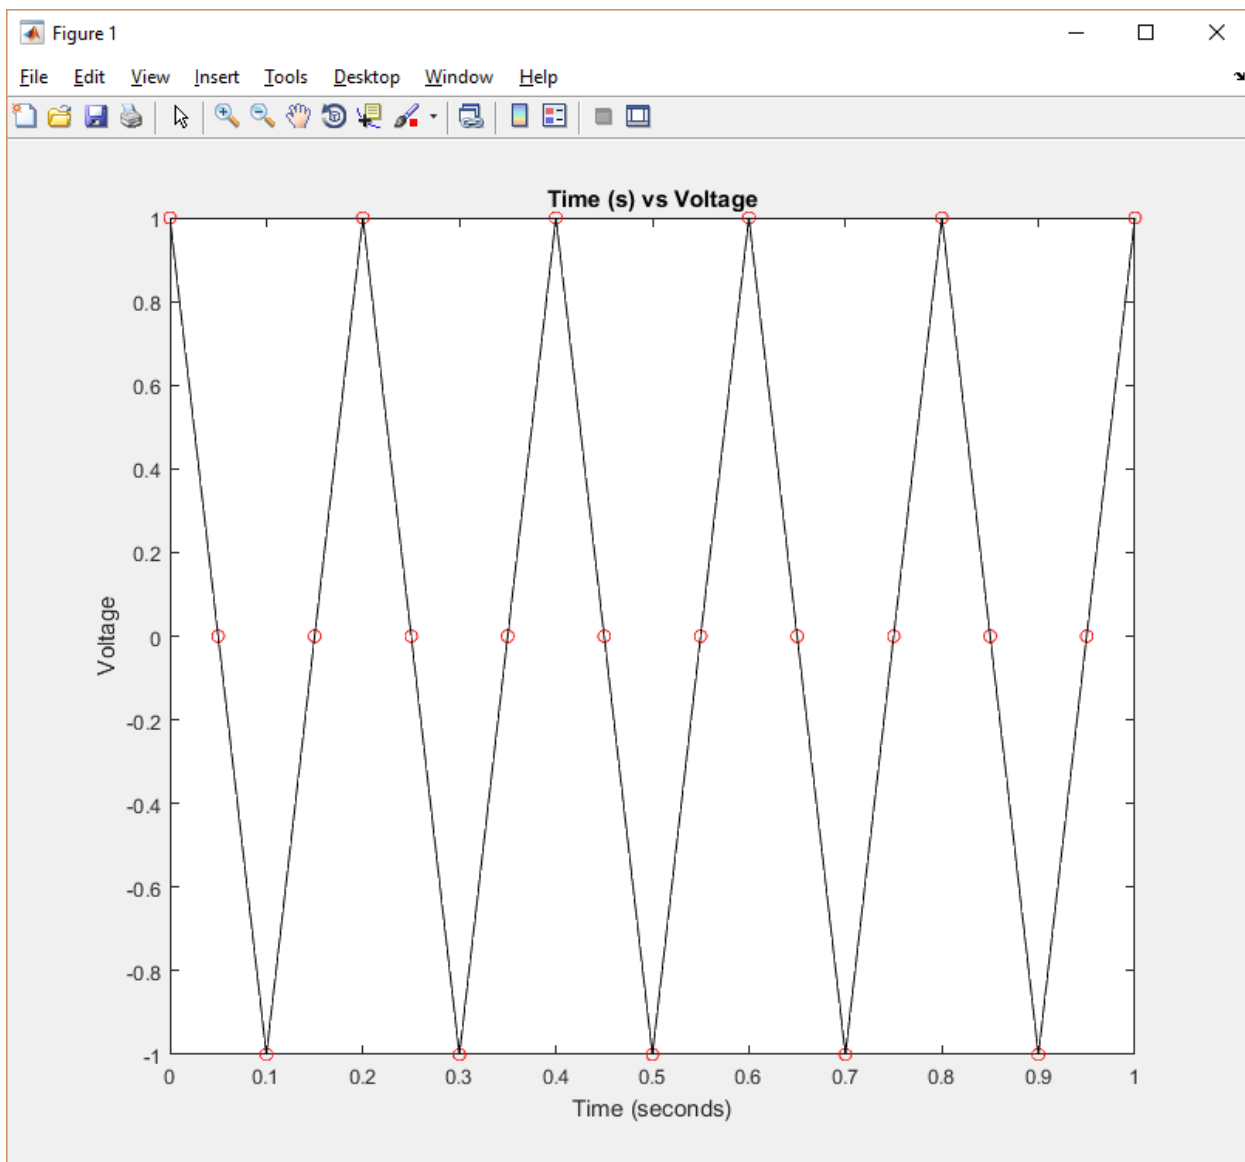 Figure 1
File Edit View Insert Tools Desktop Window Help
Time (s) vs Voltage
1
0.8
0.6
0.4
0.2
0
-0.2
-0.4
-0.6
-0.8
-1
Voltage
0 0.1 0.2 0.3 0.4 0.5 0.6 0.7 0.8 0.9 1
Time (seconds)